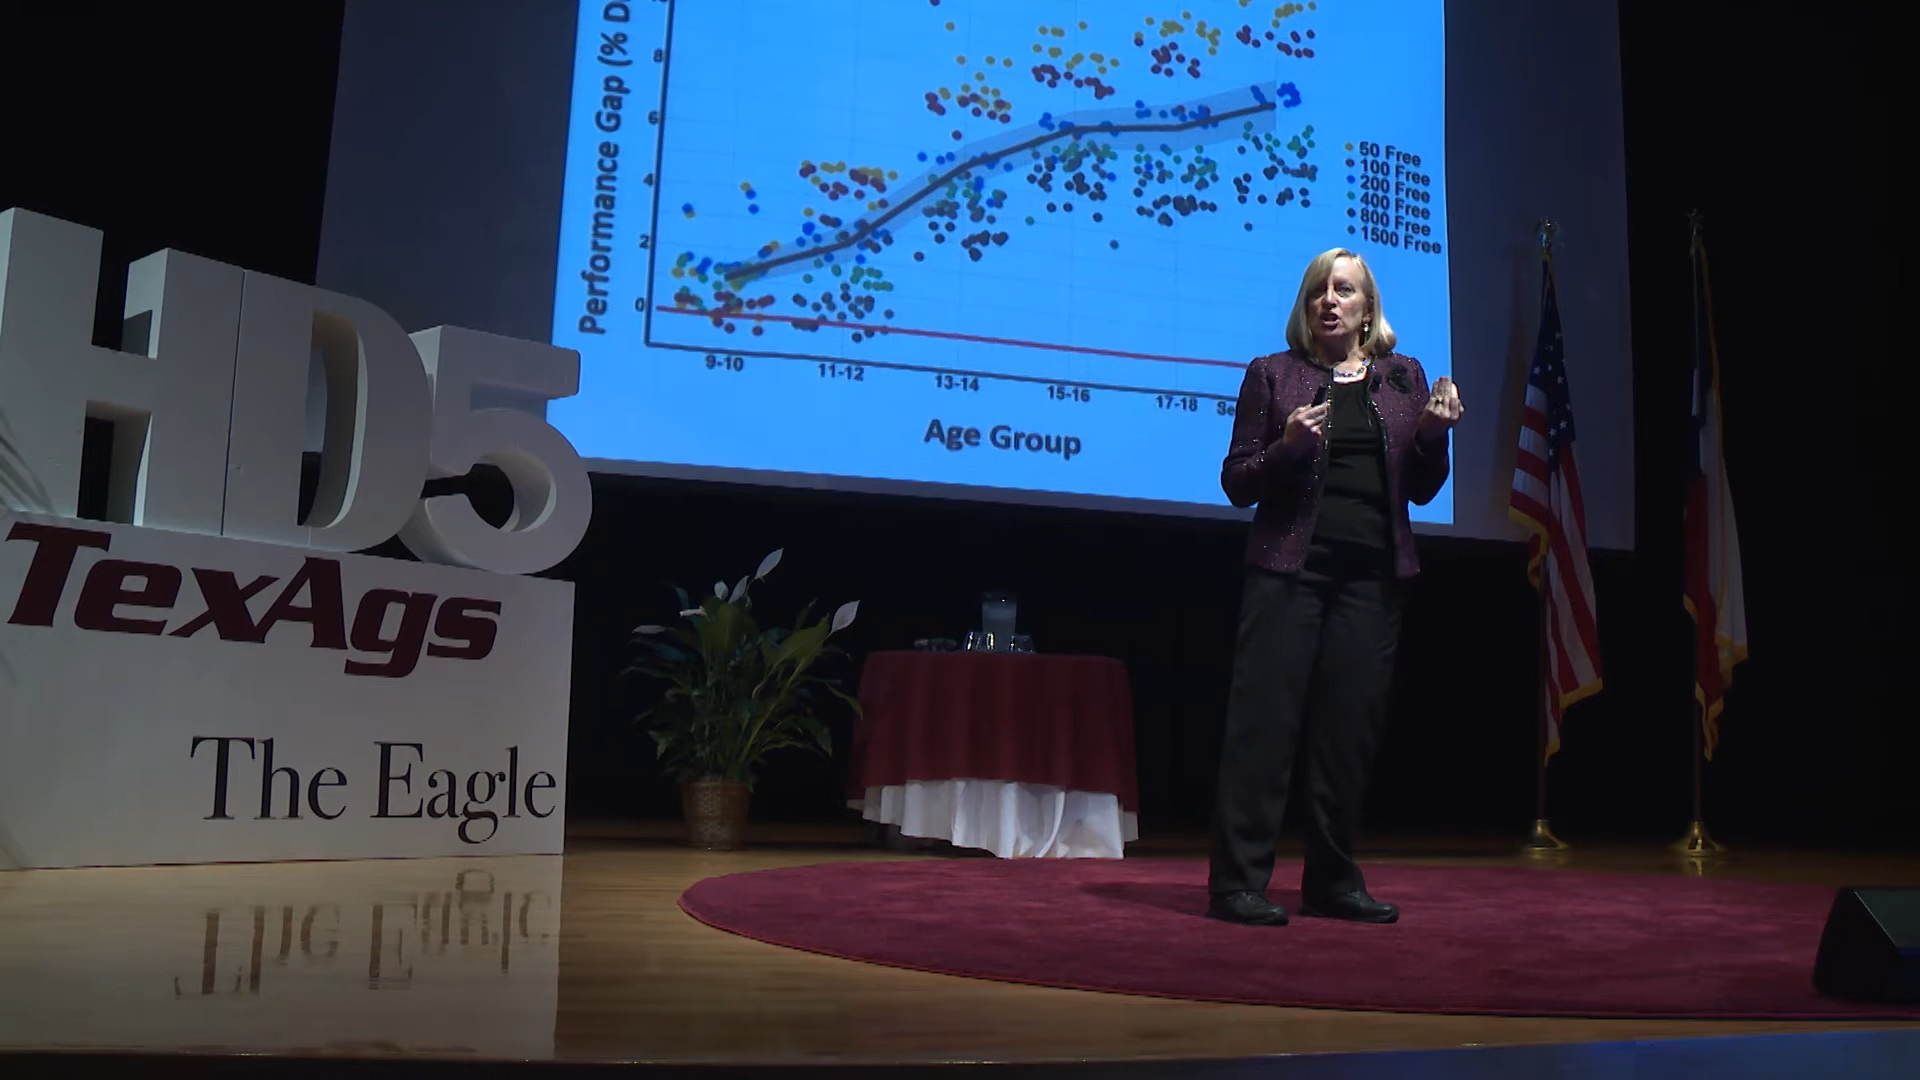 Performance Gap (% D
8
6
4
2
0
9-10
11-12
13-14
15-16
17-18
Se
Age Group
50 Free
100 Free
200 Free
400 Free
800 Free
1500 Free
HD5
TexAgs
The Eagle